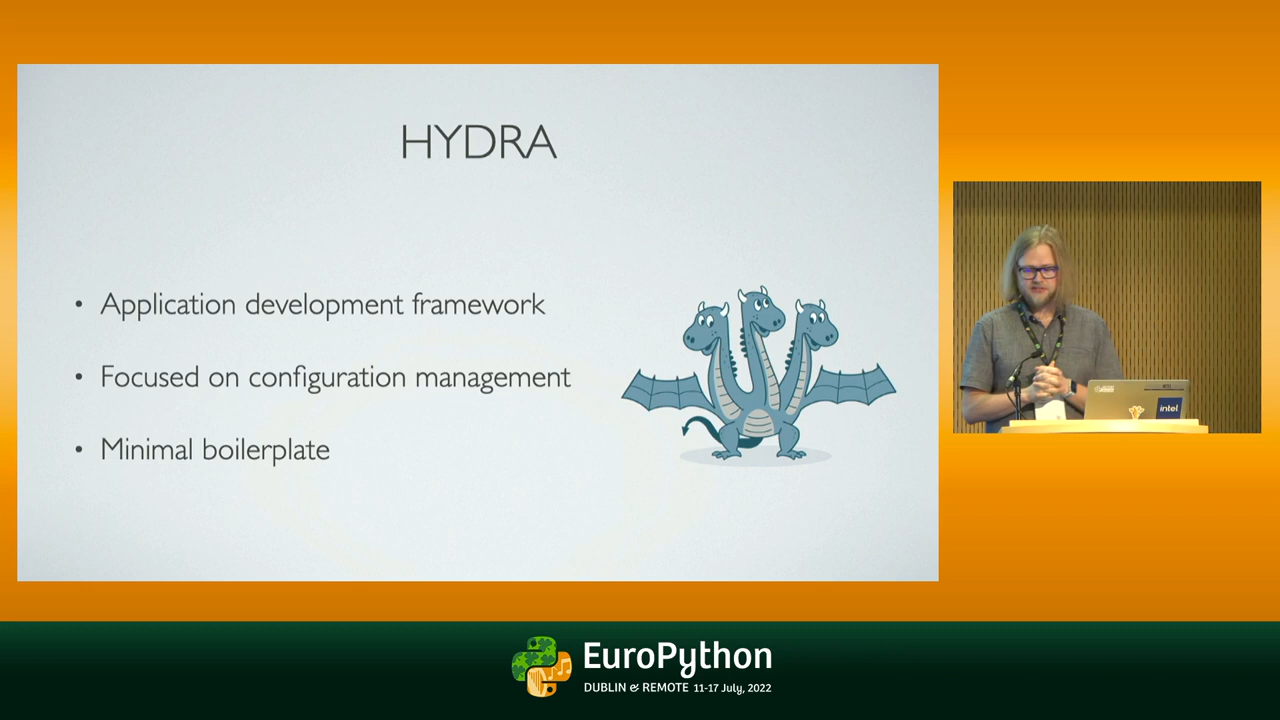 HYDRA
• Application development framework
• Focused on configuration management
• Minimal boilerplate
intel
EuroPython
DUBLIN & REMOTE 11-17 July, 2022